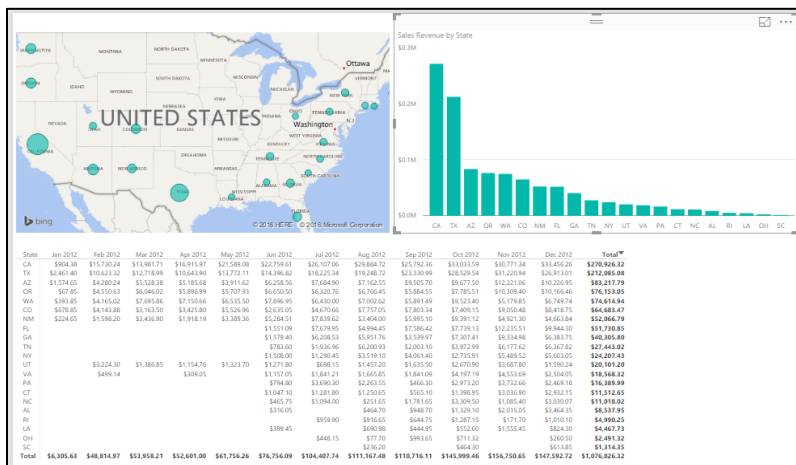 WASHINGTON
MONTANA
NORTH DAKOTA
MINNESOTA
Ottawa
OREGON
IDAHO
SOUTH DAKOTA
WISCONSIN
MICHIGAN
VERMONT
NEW YORK
WYOMING
NEBRASKA
IOWA
NEVADA
UNITED STATES
OHIO
PENNSYLVANIA
N.J.
INDIANA
UTAH
COLORADO
KANSAS
MISSOURI
Washington
WEST VIRGINIA
KENTUCKY
CALIFORNIA
ARIZONA
NEW MEXICO
OKLAHOMA
ARKANSAS
TENNESSEE
NORTH CAROLINA
SOUTH CAROLINA
MISSISSIPPI
ALABAMA
GEORGIA
TEXAS
FLORIDA
bing
© 2016 HERE © 2016 Microsoft Corporation
Sales Revenue by State
$0.3M
$0.2M
$0.1M
$0.0M
CA TX AZ OR WA CO NM FL GA TN NY UT VA PA CT NC AL RI LA OH SC
State Jan 2012 Feb 2012 Mar 2012 Apr 2012 May 2012 Jun 2012 Jul 2012 Aug 2012 Sep 2012 Oct 2012 Nov 2012 Dec 2012 Total
CA $904.38 $15,730.24 $13,981.71 $16,915.97 $21,589.08 $22,759.61 $26,107.06 $29,884.72 $25,792.36 $33,033.59 $30,771.34 $33,456.26 $270,926.32
TX $2,461.40 $10,623.32 $12,718.99 $10,643.90 $13,772.11 $14,396.82 $18,225.34 $19,248.72 $23,330.99 $28,529.54 $31,220.94 $26,913.01 $212,085.08
AZ $1,574.65 $4,280.24 $5,528.38 $5,185.68 $3,911.62 $6,258.56 $7,684.90 $7,162.55 $9,505.70 $9,677.50 $12,221.06 $10,226.95 $83,217.79
OR $67.85 $4,550.63 $6,046.02 $5,896.99 $5,707.93 $6,650.50 $6,320.76 $6,766.45 $5,884.55 $7,785.51 $10,309.40 $10,166.46 $76,153.05
WA $393.85 $4,165.02 $7,695.86 $7,150.66 $6,535.50 $7,896.95 $6,430.00 $7,002.62 $5,891.49 $9,523.40 $5,179.85 $6,749.74 $74,614.94
CO $678.85 $4,143.88 $3,163.50 $3,425.80 $5,526.96 $2,635.05 $4,670.66 $7,757.05 $7,803.34 $7,409.15 $9,050.48 $8,418.75 $64,683.47
NM $224.65 $1,598.20 $3,436.90 $1,918.19 $3,389.36 $5,284.51 $7,839.62 $3,404.00 $5,995.10 $9,391.12 $4,921.30 $4,663.84 $52,066.79
FL $1,551.09 $7,679.95 $4,994.45 $7,586.42 $7,739.13 $12,235.51 $9,944.30 $51,730.85
GA $1,579.40 $6,208.53 $5,951.76 $3,539.97 $7,307.41 $9,334.98 $6,383.75 $40,305.80
TN $783.60 $1,936.96 $6,200.93 $2,003.10 $3,972.99 $6,177.62 $6,367.82 $27,443.02
NY $1,508.00 $1,290.45 $3,519.10 $4,061.40 $2,735.91 $5,489.52 $5,603.05 $24,207.43
UT $3,224.30 $1,386.85 $1,154.76 $1,323.70 $1,271.80 $698.15 $1,457.20 $1,635.50 $2,670.90 $3,687.80 $1,590.24 $20,101.20
VA $499.14 $309.05 $1,157.05 $1,841.21 $1,665.85 $1,841.09 $4,197.19 $4,553.69 $2,504.05 $18,568.32
PA $794.80 $3,690.30 $2,263.55 $466.30 $2,973.20 $3,732.66 $2,469.18 $16,389.99
CT $1,047.10 $1,281.80 $1,250.65 $565.10 $1,398.95 $3,036.90 $2,932.15 $11,512.65
NC $465.75 $1,094.00 $251.65 $1,781.65 $3,309.50 $1,085.40 $3,030.07 $11,018.02
AL $316.05 $464.70 $948.70 $1,329.10 $2,015.05 $3,464.35 $8,537.95
RI $959.90 $916.65 $644.75 $1,287.15 $171.70 $1,010.10 $4,990.25
LA $399.45 $690.98 $444.95 $552.60 $1,555.45 $824.30 $4,467.73
OH $448.15 $77.70 $993.65 $711.32 $260.50 $2,491.32
SC $236.20 $464.30 $613.85 $1,314.35
Total $6,305.63 $48,814.97 $53,958.21 $52,601.00 $61,756.26 $76,756.09 $104,407.74 $111,167.48 $110,716.11 $145,999.46 $156,750.65 $147,592.72 $1,076,826.32